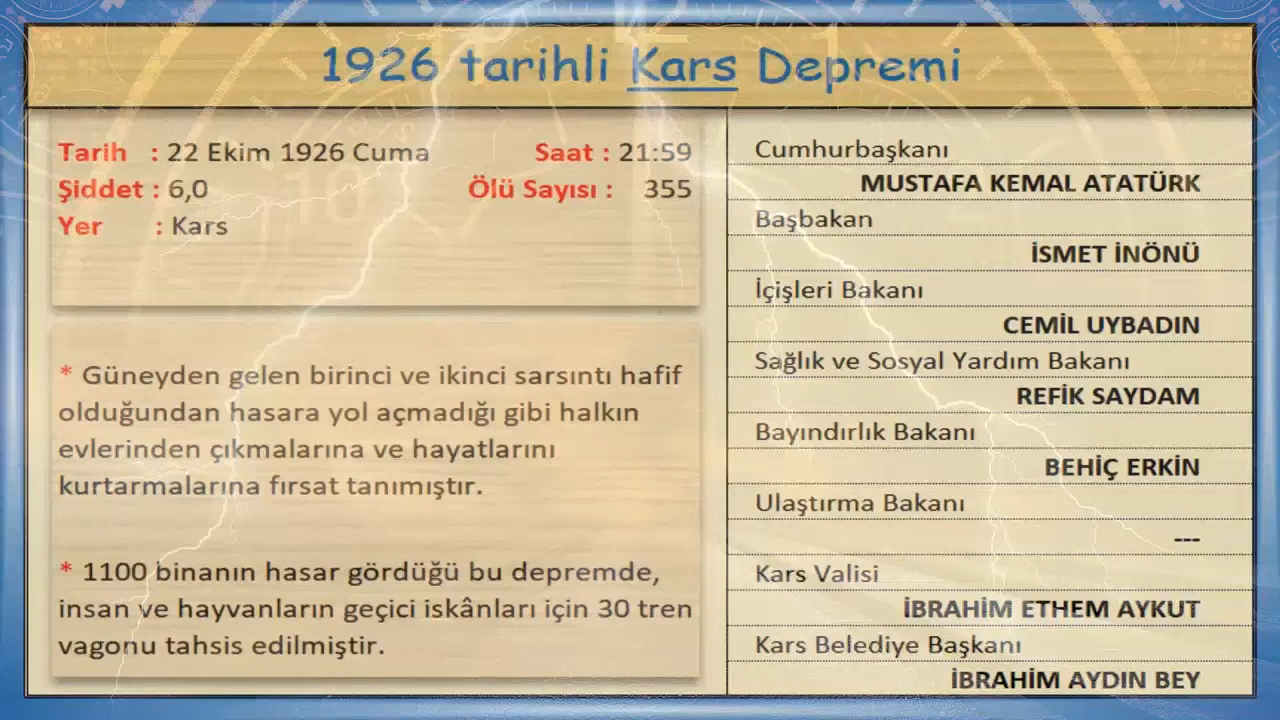 1926 tarihli Kars Depremi
Tarih : 22 Ekim 1926 Cuma Saat : 21:59
Şiddet : 6,0 Ölü Sayısı : 355
Yer : Kars
* Güneyden gelen birinci ve ikinci sarsıntı hafif
olduğundan hasara yol açmadığı gibi halkın
evlerinden çıkmalarına ve hayatlarını
kurtarmalarına fırsat tanımıştır.
* 1100 binanın hasar gördüğü bu depremde,
insan ve hayvanların geçici iskânları için 30 tren
vagonu tahsis edilmiştir.
Cumhurbaşkanı
MUSTAFA KEMAL ATATÜRK
Başbakan
İSMET İNÖNÜ
İçişleri Bakanı
CEMİL UYBADIN
Sağlık ve Sosyal Yardım Bakanı
REFİK SAYDAM
Bayındırlık Bakanı
BEHİÇ ERKİN
Ulaştırma Bakanı
---
Kars Valisi
İBRAHİM ETHEM AYKUT
Kars Belediye Başkanı
İBRAHİM AYDIN BEY